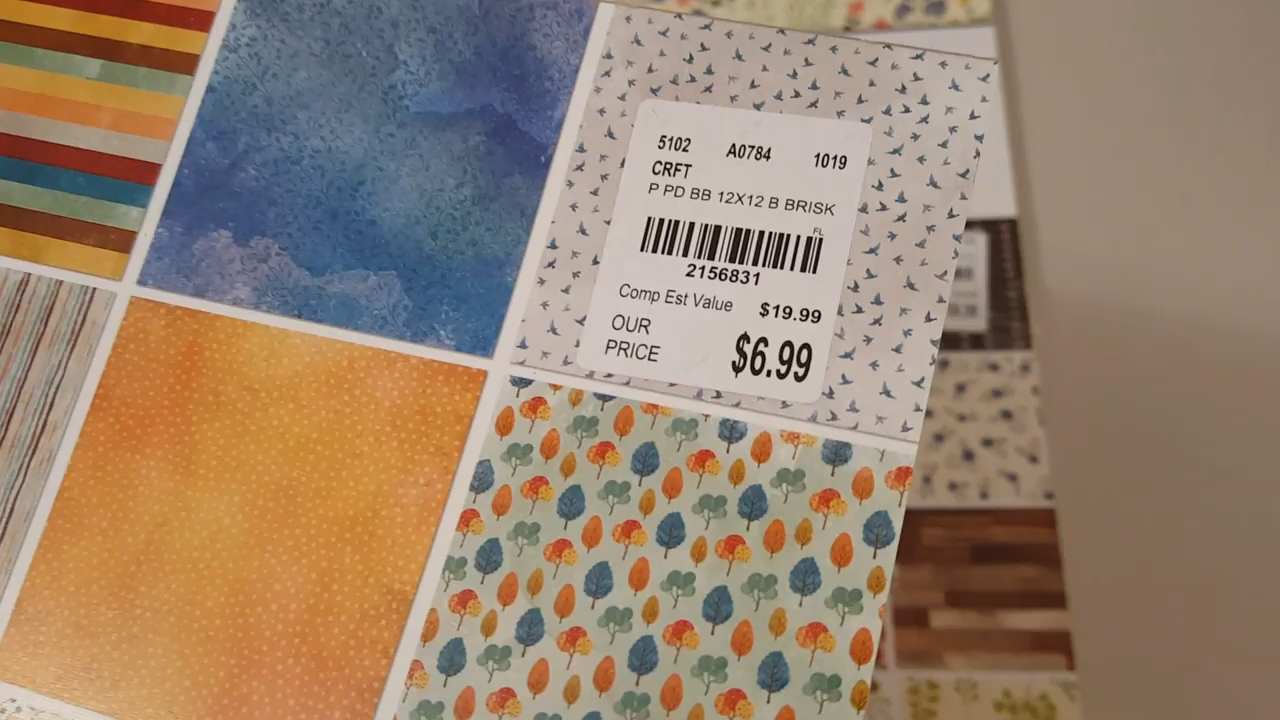 5102 A0784 1019
CRFT
P PD BB 12X12 B BRISK
FL
2156831
Comp Est Value $19.99
OUR
PRICE $6.99